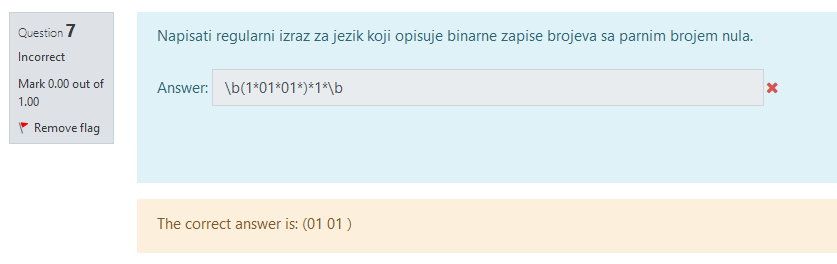 Question 7
Incorrect
Mark 0.00 out of
1.00
Remove flag
Napisati regularni izraz za jezik koji opisuje binarne zapise brojeva sa parnim brojem nula.
Answer: \b(1*01*01*)*1*\b
The correct answer is: (01 01 )